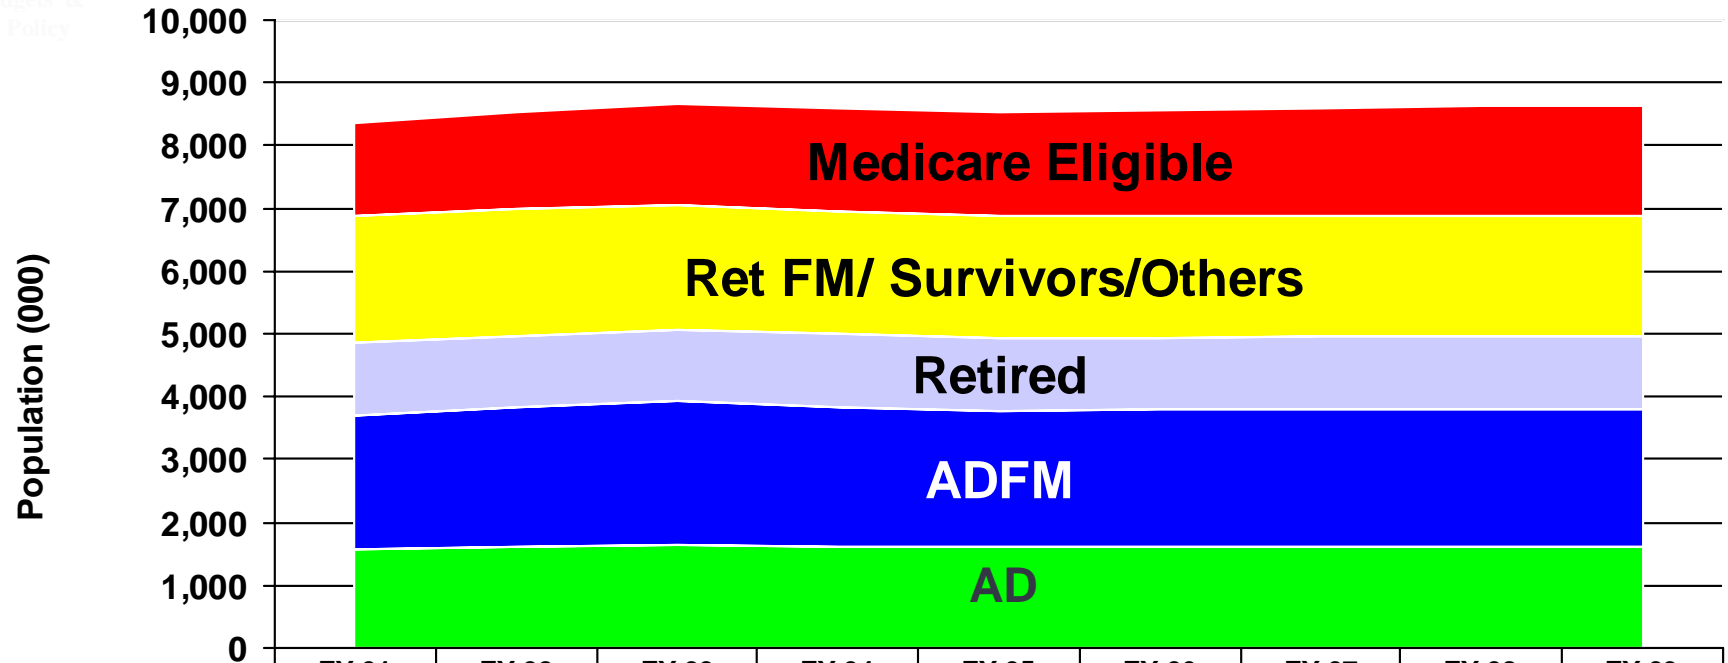 Policy
10,000
9,000
8,000
7,000
6,000
5,000
4,000
3,000
2,000
1,000
0
Population (000)
Medicare Eligible
Ret FM/ Survivors/Others
Retired
ADFM
AD